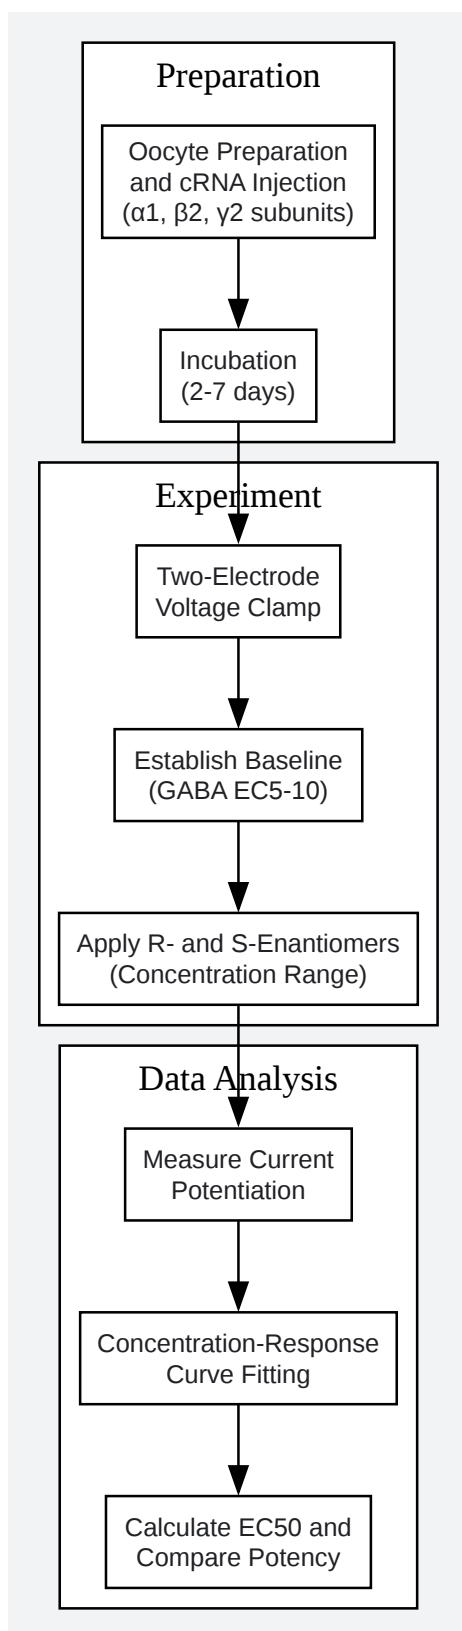 Preparation
Oocyte Preparation
and cRNA Injection
(α1, β2, γ2 subunits)
Incubation
(2-7 days)
Experiment
Two-Electrode
Voltage Clamp
Establish Baseline
(GABA EC5-10)
Apply R- and S-Enantiomers
(Concentration Range)
Data Analysis
Measure Current
Potentiation
Concentration-Response
Curve Fitting
Calculate EC50 and
Compare Potency